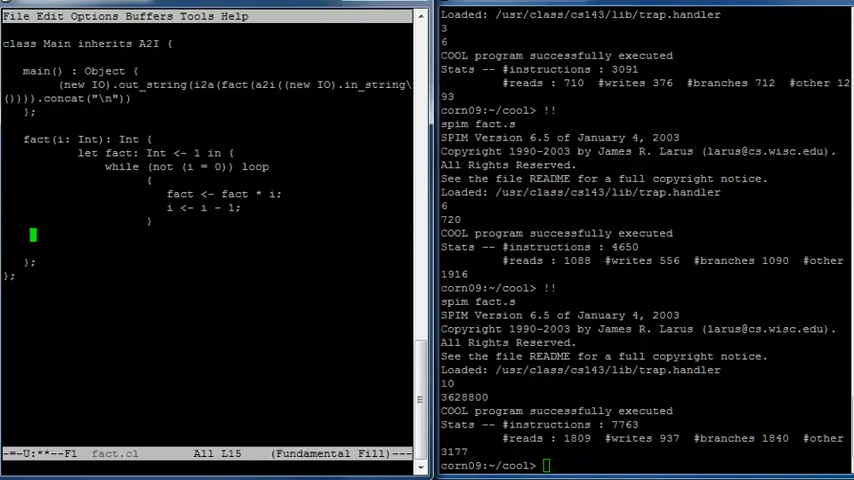 File Edit Options Buffers Tools Help
class Main inherits A2I {
main() : Object {
(new IO).out_string(i2a(fact(a2i((new IO).in_string\
()))).concat("\n"))
};
fact(i: Int): Int {
let fact: Int <- 1 in {
while (not (i = 0)) loop
{
fact <- fact * i;
i <- i - 1;
}
};
};
-=-U:**--F1  fact.cl  All L15  (Fundamental Fill)---
Loaded: /usr/class/cs143/lib/trap.handler
3
6
COOL program successfully executed
Stats -- #instructions : 3091
#reads : 710  #writes 376  #branches 712  #other 12
93
corn09:~/cool> !!
spim fact.s
SPIM Version 6.5 of January 4, 2003
Copyright 1990-2003 by James R. Larus (larus@cs.wisc.edu).
All Rights Reserved.
See the file README for a full copyright notice.
Loaded: /usr/class/cs143/lib/trap.handler
6
720
COOL program successfully executed
Stats -- #instructions : 4650
#reads : 1088  #writes 556  #branches 1090  #other
1916
corn09:~/cool> !!
spim fact.s
SPIM Version 6.5 of January 4, 2003
Copyright 1990-2003 by James R. Larus (larus@cs.wisc.edu).
All Rights Reserved.
See the file README for a full copyright notice.
Loaded: /usr/class/cs143/lib/trap.handler
10
3628800
COOL program successfully executed
Stats -- #instructions : 7763
#reads : 1809  #writes 937  #branches 1840  #other
3177
corn09:~/cool>